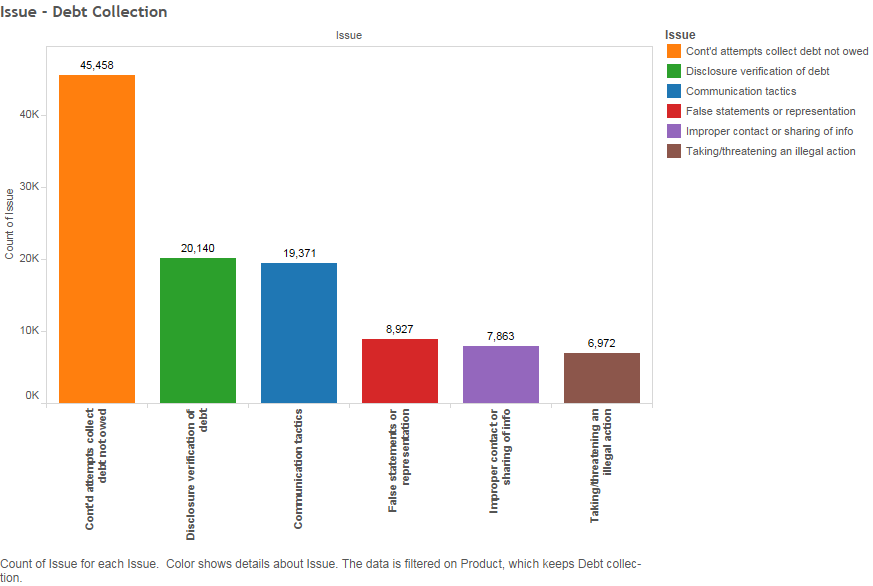 Issue - Debt Collection
Issue
Issue
Cont'd attempts collect debt not owed
Disclosure verification of debt
Communication tactics
False statements or representation
Improper contact or sharing of info
Taking/threatening an illegal action
Count of Issue
40K
30K
20K
10K
0K
45,458
20,140
19,371
8,927
7,863
6,972
Cont'd attempts collect
debt not owed
Disclosure verification of
debt
Communication tactics
False statements or
representation
Improper contact or
sharing of info
Taking/threatening an
illegal action
Count of Issue for each Issue.  Color shows details about Issue. The data is filtered on Product, which keeps Debt collec-
tion.